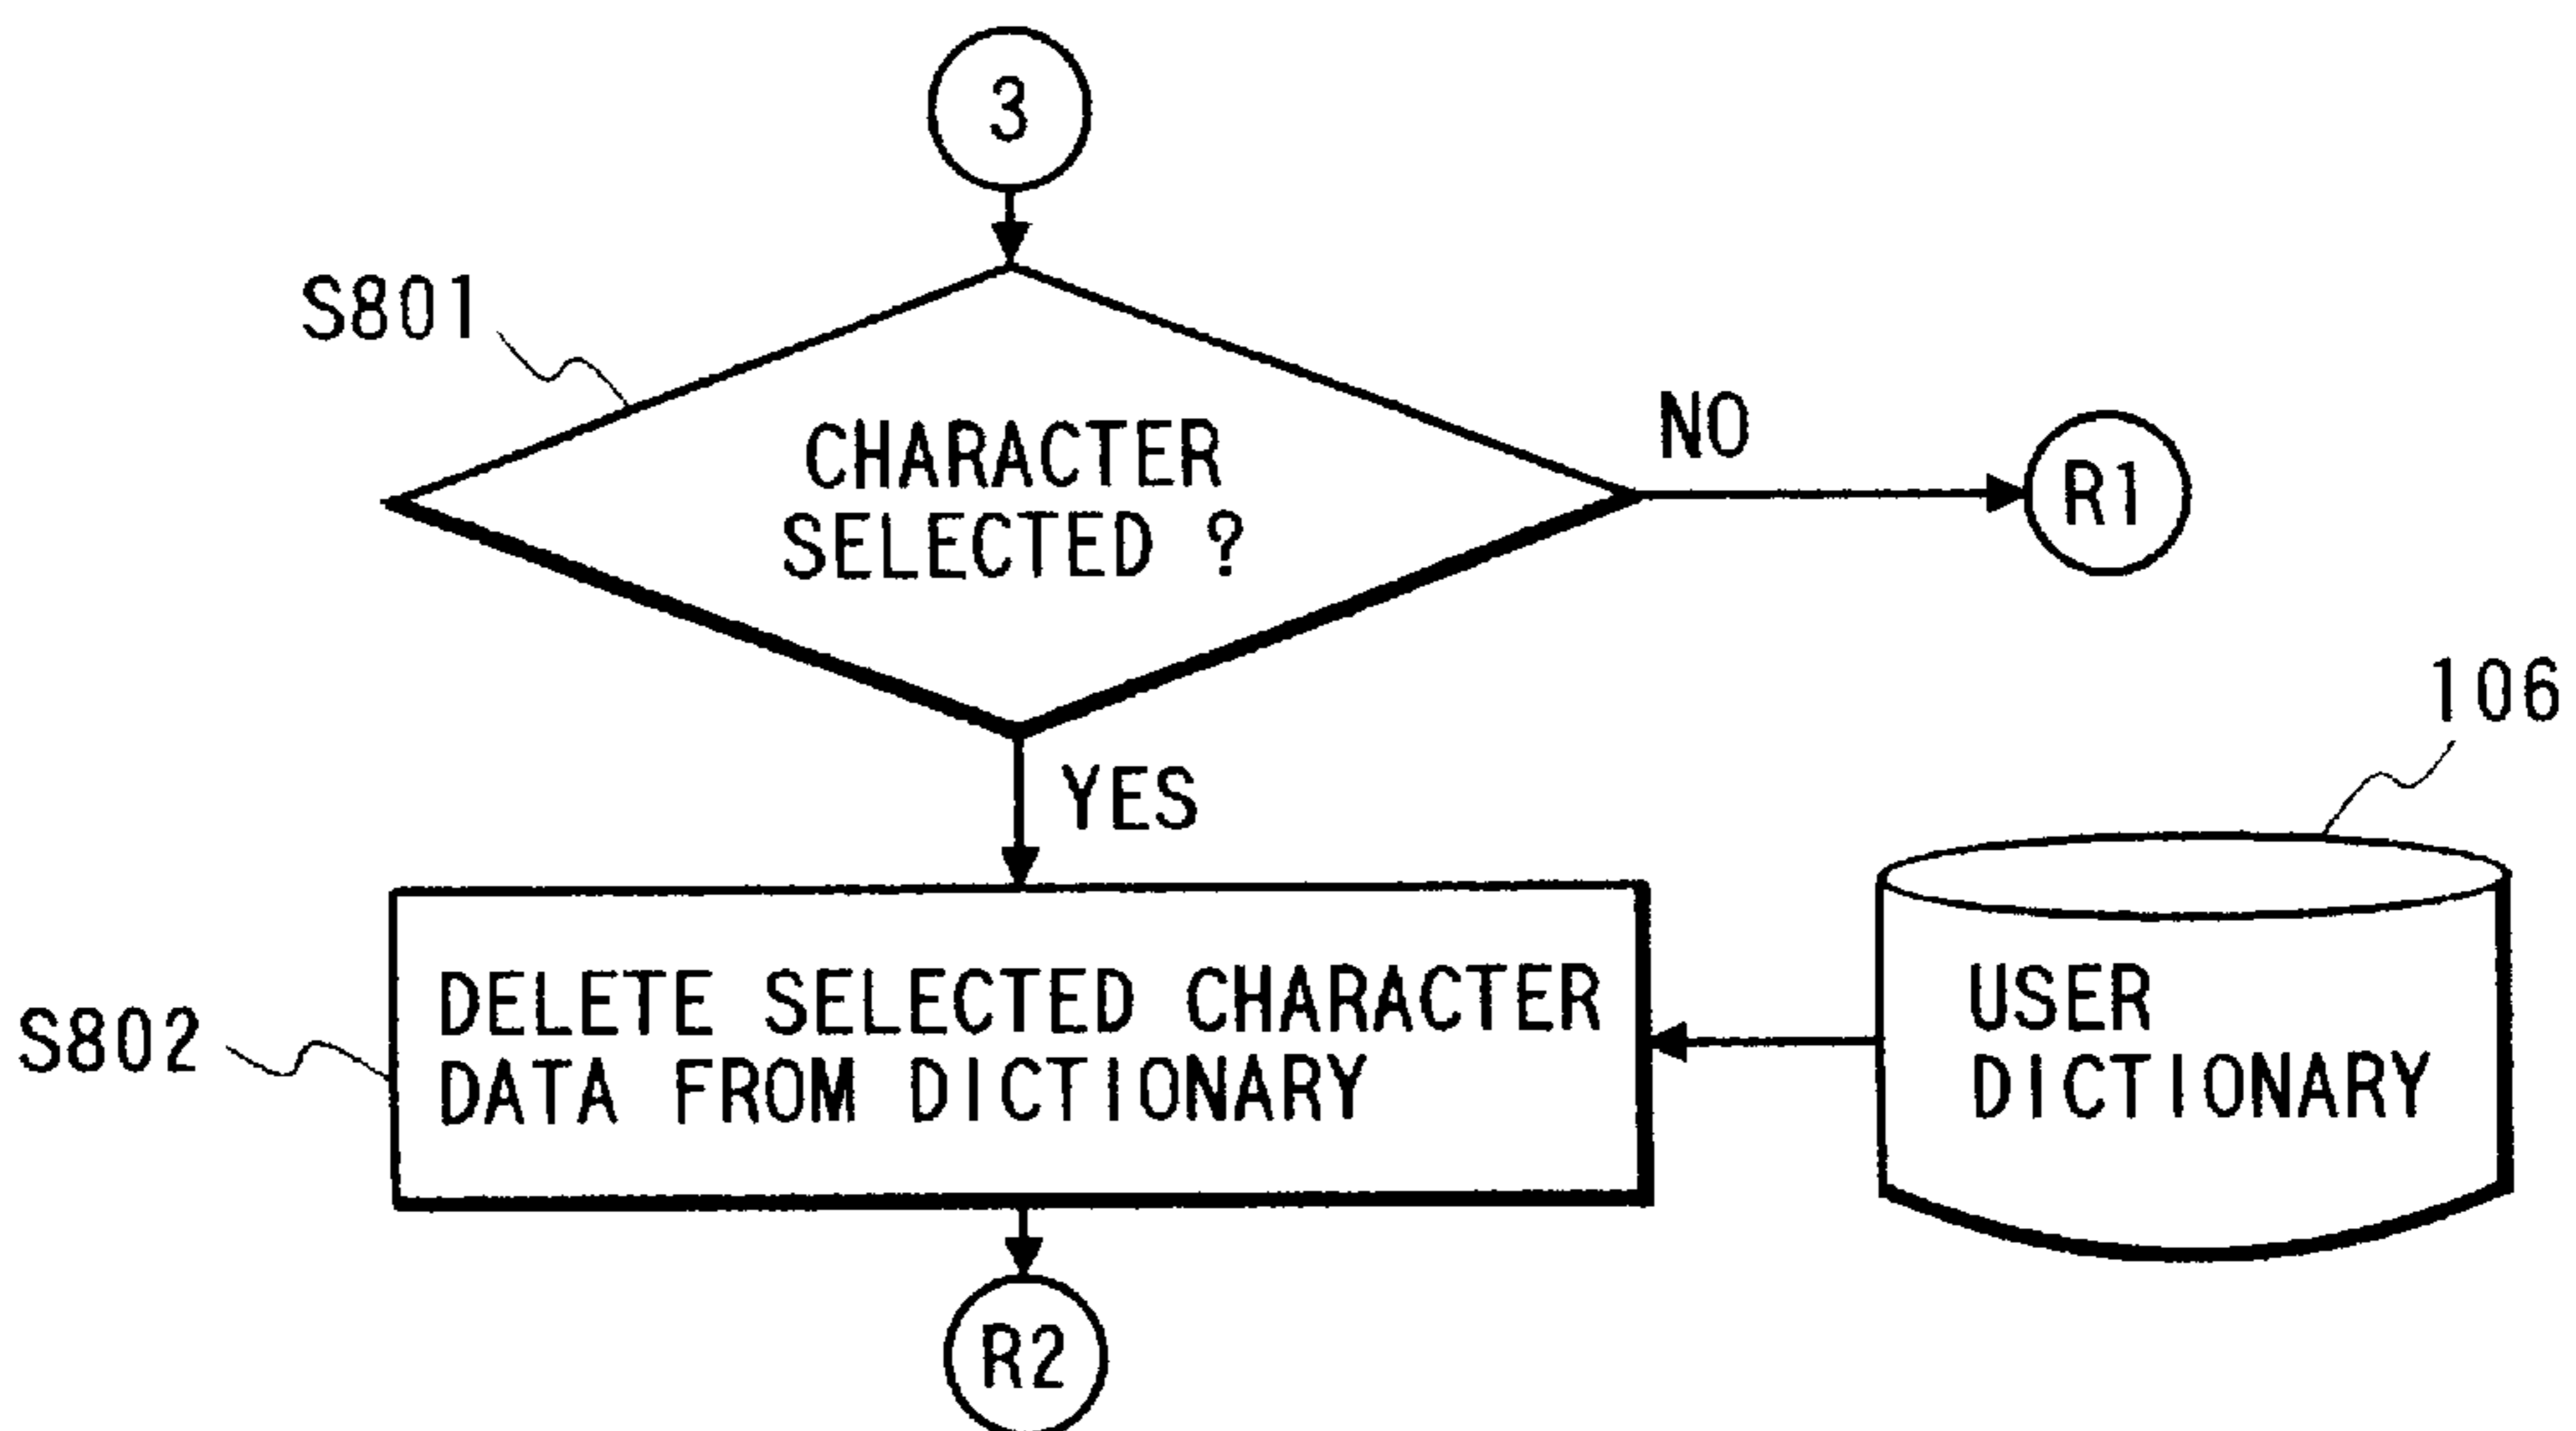 3
S801
CHARACTER
SELECTED ?
NO
R1
YES
106
S802
DELETE SELECTED CHARACTER
DATA FROM DICTIONARY
USER
DICTIONARY
R2